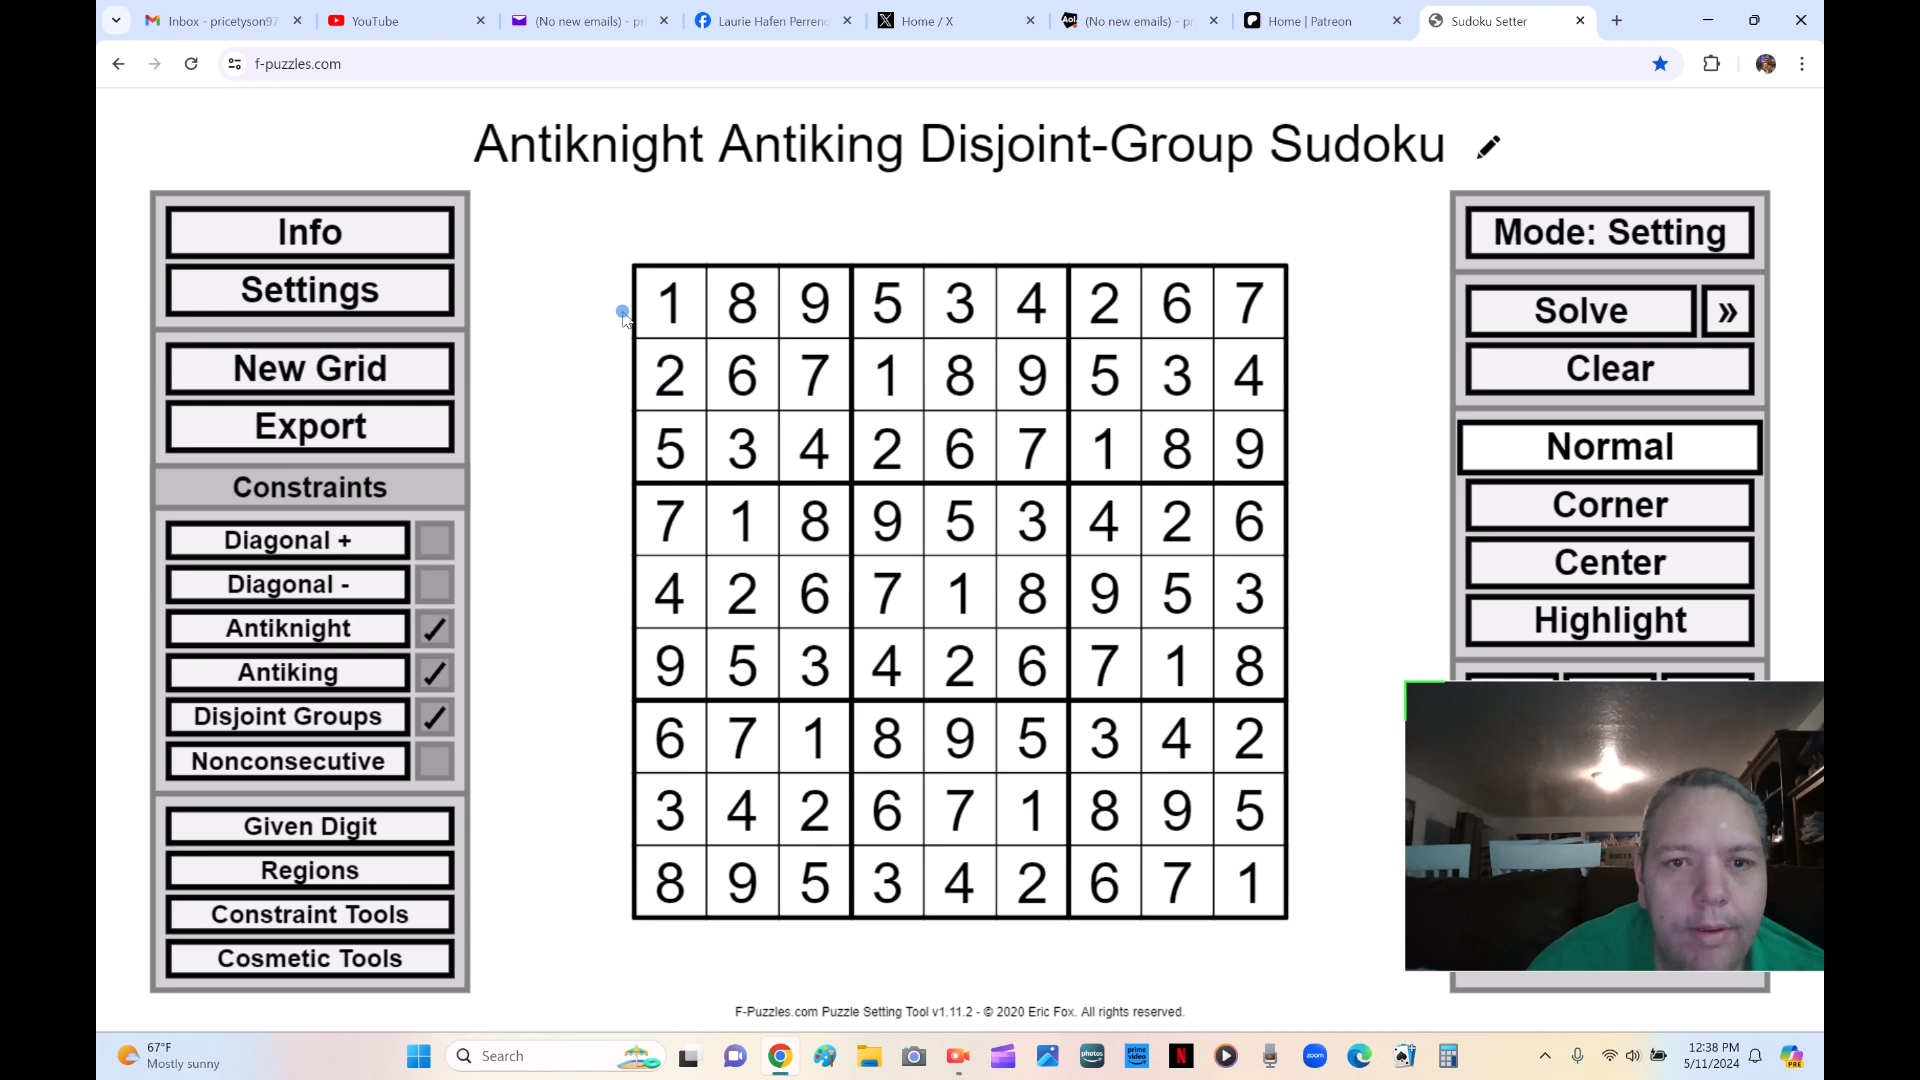 Inbox - pricetyson97
YouTube
(No new emails) - pri
Laurie Hafen Perrenc
Home / X
Aol.
(No new emails) - pr
Home | Patreon
Sudoku Setter
f-puzzles.com
Antiknight Antiking Disjoint-Group Sudoku
Info
Settings
New Grid
Export
Constraints
Diagonal +
Diagonal -
Antiknight
Antiking
Disjoint Groups
Nonconsecutive
Given Digit
Regions
Constraint Tools
Cosmetic Tools
1 8 9 5 3 4 2 6 7
2 6 7 1 8 9 5 3 4
5 3 4 2 6 7 1 8 9
7 1 8 9 5 3 4 2 6
4 2 6 7 1 8 9 5 3
9 5 3 4 2 6 7 1 8
6 7 1 8 9 5 3 4 2
3 4 2 6 7 1 8 9 5
8 9 5 3 4 2 6 7 1
Mode: Setting
Solve »
Clear
Normal
Corner
Center
Highlight
F-Puzzles.com Puzzle Setting Tool v1.11.2 - © 2020 Eric Fox. All rights reserved.
67°F
Mostly sunny
Search
photos
prime video
N
zoom
12:38 PM
5/11/2024
PRE